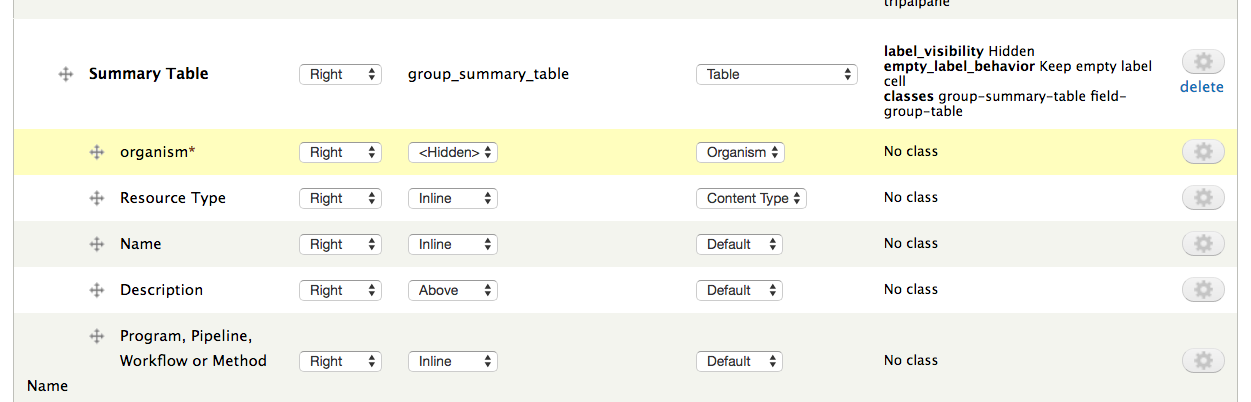 tripalpane
Summary Table Right group_summary_table Table
label_visibility Hidden
empty_label_behavior Keep empty label
cell
classes group-summary-table field-
group-table
delete
organism* Right <Hidden> Organism No class
Resource Type Right Inline Content Type No class
Name Right Inline Default No class
Description Right Above Default No class
Program, Pipeline,
Workflow or Method Right Inline Default No class
Name